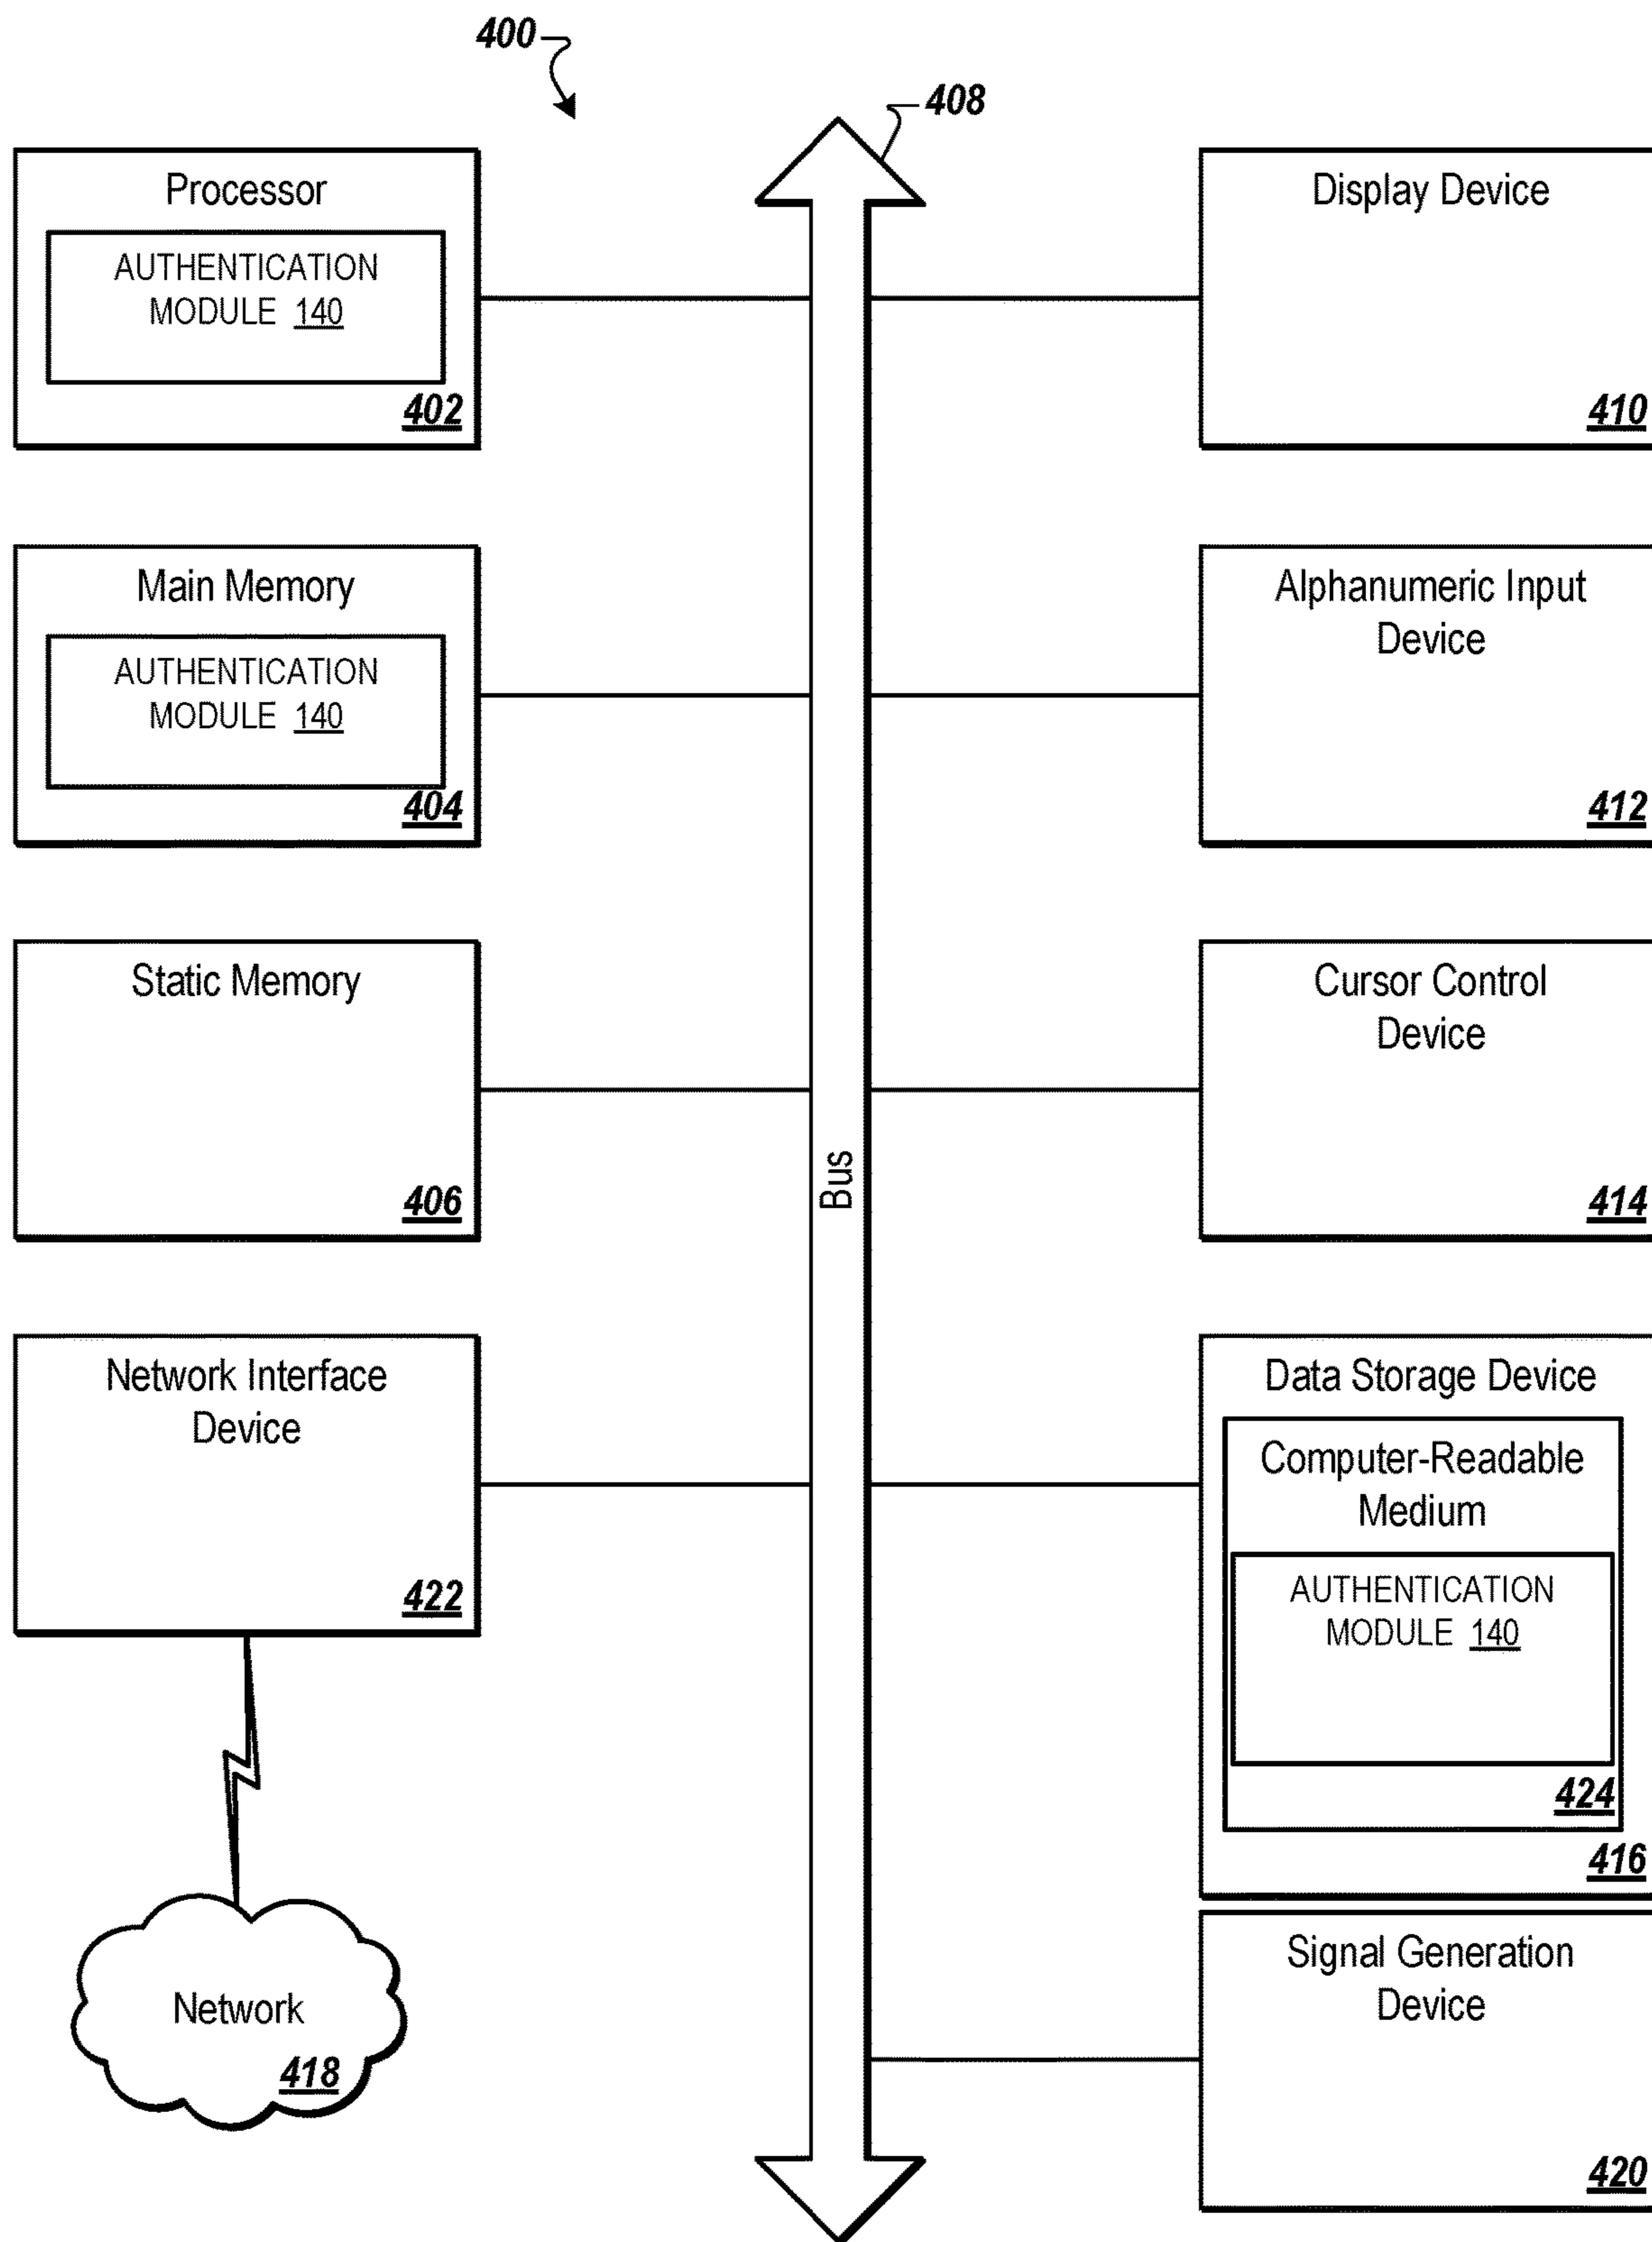 400
408
Processor
AUTHENTICATION
MODULE 140
402
Display Device
410
Main Memory
AUTHENTICATION
MODULE 140
404
Alphanumeric Input
Device
412
Static Memory
406
Cursor Control
Device
414
Bus
Network Interface
Device
422
Data Storage Device
Computer-Readable
Medium
AUTHENTICATION
MODULE 140
424
416
Network
418
Signal Generation
Device
420